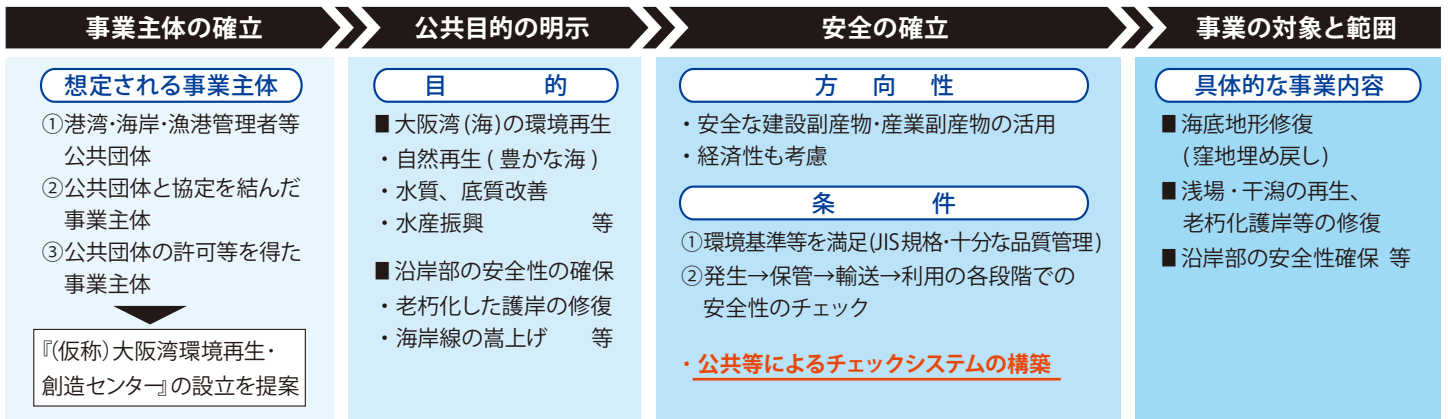 事業主体の確立
公共目的の明示
安全の確立
事業の対象と範囲
想定される事業主体
①港湾・海岸・漁港管理者等
公共団体
②公共団体と協定を結んだ
事業主体
③公共団体の許可等を得た
事業主体
『(仮称)大阪湾環境再生・
創造センター』の設立を提案
目的
■大阪湾(海)の環境再生
・自然再生(豊かな海)
・水質、底質改善
・水産振興 等
■沿岸部の安全性の確保
・老朽化した護岸の修復
・海岸線の嵩上げ 等
方向性
・安全な建設副産物・産業副産物の活用
・経済性も考慮
条件
①環境基準等を満足(JIS規格・十分な品質管理)
②発生→保管→輸送→利用の各段階での
安全性のチェック
・公共等によるチェックシステムの構築
具体的な事業内容
■海底地形修復
(窪地埋め戻し)
■浅場・干潟の再生、
老朽化護岸等の修復
■沿岸部の安全性確保 等